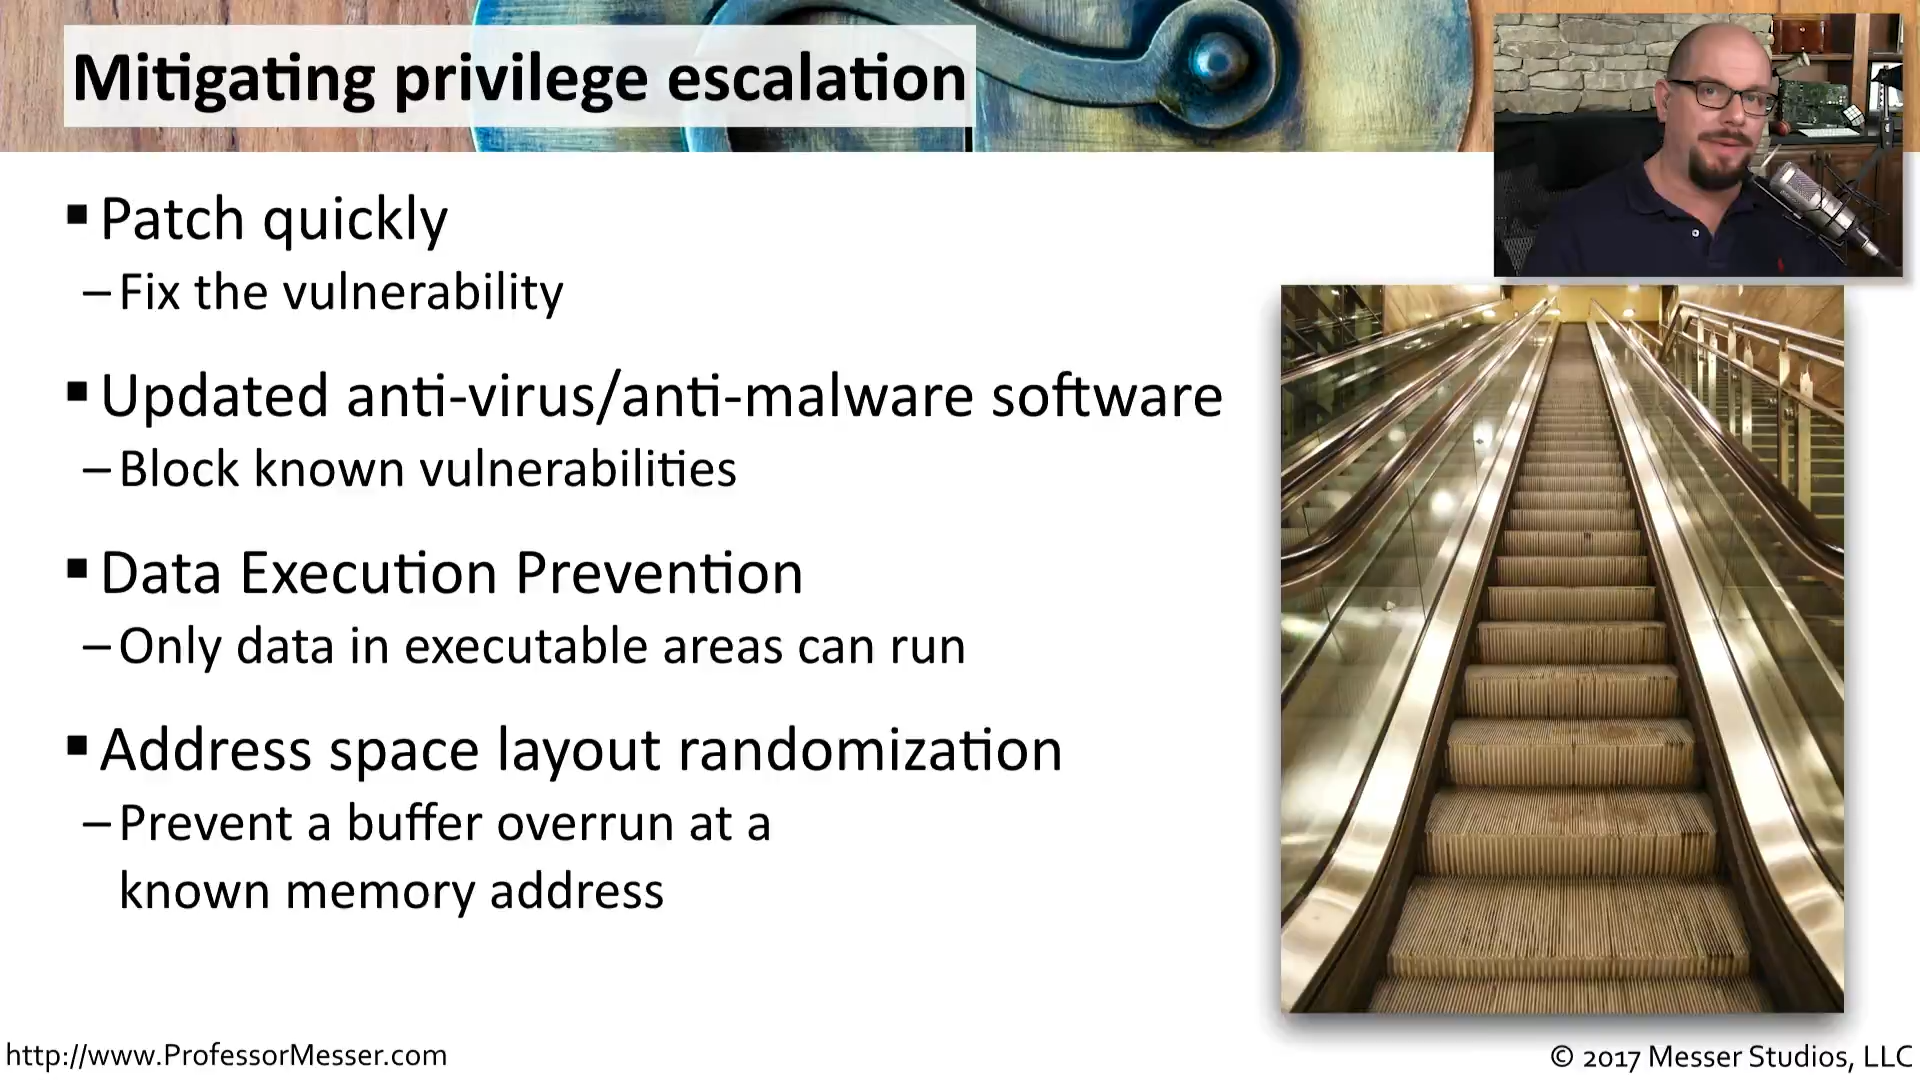 Mitigating privilege escalation
▪ Patch quickly
– Fix the vulnerability
▪ Updated anti-virus/anti-malware software
– Block known vulnerabilities
▪ Data Execution Prevention
– Only data in executable areas can run
▪ Address space layout randomization
– Prevent a buffer overrun at a
known memory address
http://www.ProfessorMesser.com
© 2017 Messer Studios, LLC